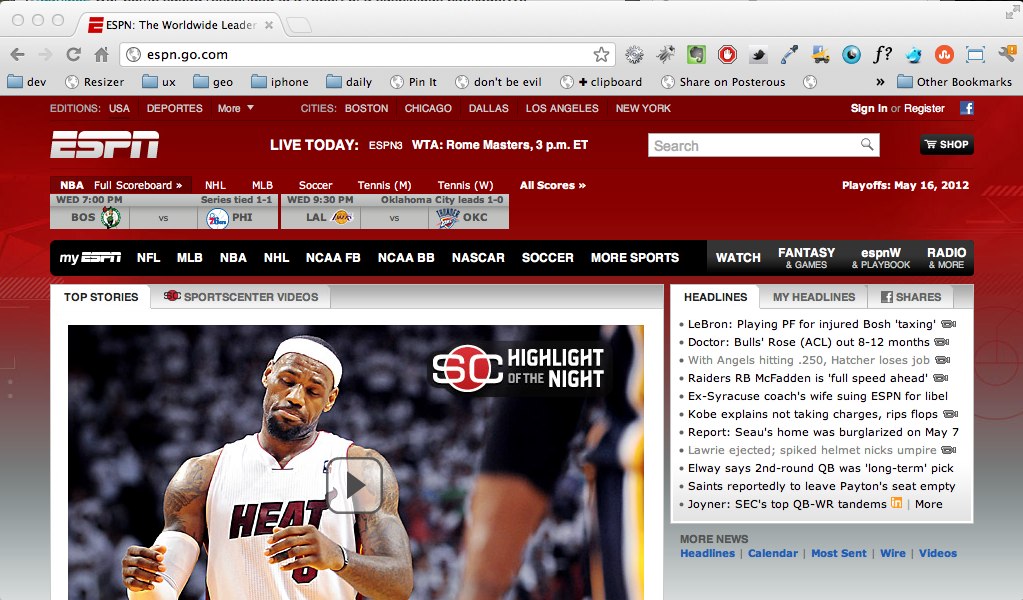 ESPN: The Worldwide Leader
espn.go.com
f?
dev Resizer ux geo iphone daily Pin It don't be evil + clipboard Share on Posterous » Other Bookmarks
EDITIONS: USA DEPORTES More CITIES: BOSTON CHICAGO DALLAS LOS ANGELES NEW YORK Sign In or Register f
ESPN LIVE TODAY: ESPN3 WTA: Rome Masters, 3 p.m. ET Search SHOP
NBA Full Scoreboard » NHL MLB Soccer Tennis (M) Tennis (W) All Scores » Playoffs: May 16, 2012
WED 7:00 PM Series tied 1-1 WED 9:30 PM Oklahoma City leads 1-0
BOS vs PHI LAL vs OKC
my ESPN NFL MLB NBA NHL NCAA FB NCAA BB NASCAR SOCCER MORE SPORTS WATCH FANTASY & GAMES espnW & PLAYBOOK RADIO & MORE
TOP STORIES SC SPORTSCENTER VIDEOS
SC HIGHLIGHT
OF THE NIGHT
HEAT
6
HEADLINES MY HEADLINES f SHARES
• LeBron: Playing PF for injured Bosh 'taxing'
• Doctor: Bulls' Rose (ACL) out 8-12 months
• With Angels hitting .250, Hatcher loses job
• Raiders RB McFadden is 'full speed ahead'
• Ex-Syracuse coach's wife suing ESPN for libel
• Kobe explains not taking charges, rips flops
• Report: Seau's home was burglarized on May 7
• Lawrie ejected; spiked helmet nicks umpire
• Elway says 2nd-round QB was 'long-term' pick
• Saints reportedly to leave Payton's seat empty
• Joyner: SEC's top QB-WR tandems in | More
MORE NEWS
Headlines | Calendar | Most Sent | Wire | Videos